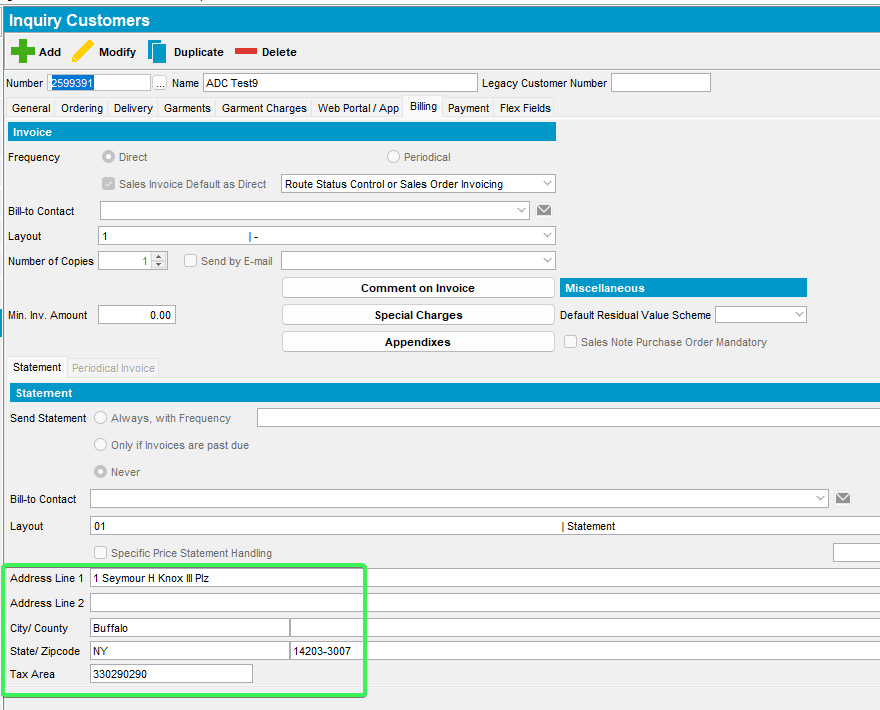 Inquiry Customers
Add Modify Duplicate Delete
Number 2599391 ... Name ADC Test9 Legacy Customer Number
General Ordering Delivery Garments Garment Charges Web Portal / App Billing Payment Flex Fields
Invoice
Frequency Direct Periodical
Sales Invoice Default as Direct Route Status Control or Sales Order Invoicing
Bill-to Contact
Layout 1 | -
Number of Copies 1 Send by E-mail
Comment on Invoice Miscellaneous
Min. Inv. Amount 0.00 Special Charges Default Residual Value Scheme
Appendixes Sales Note Purchase Order Mandatory
Statement Periodical Invoice
Statement
Send Statement Always, with Frequency
Only if Invoices are past due
Never
Bill-to Contact
Layout 01 | Statement
Specific Price Statement Handling
Address Line 1 1 Seymour H Knox III Plz
Address Line 2
City/ County Buffalo
State/ Zipcode NY 14203-3007
Tax Area 330290290